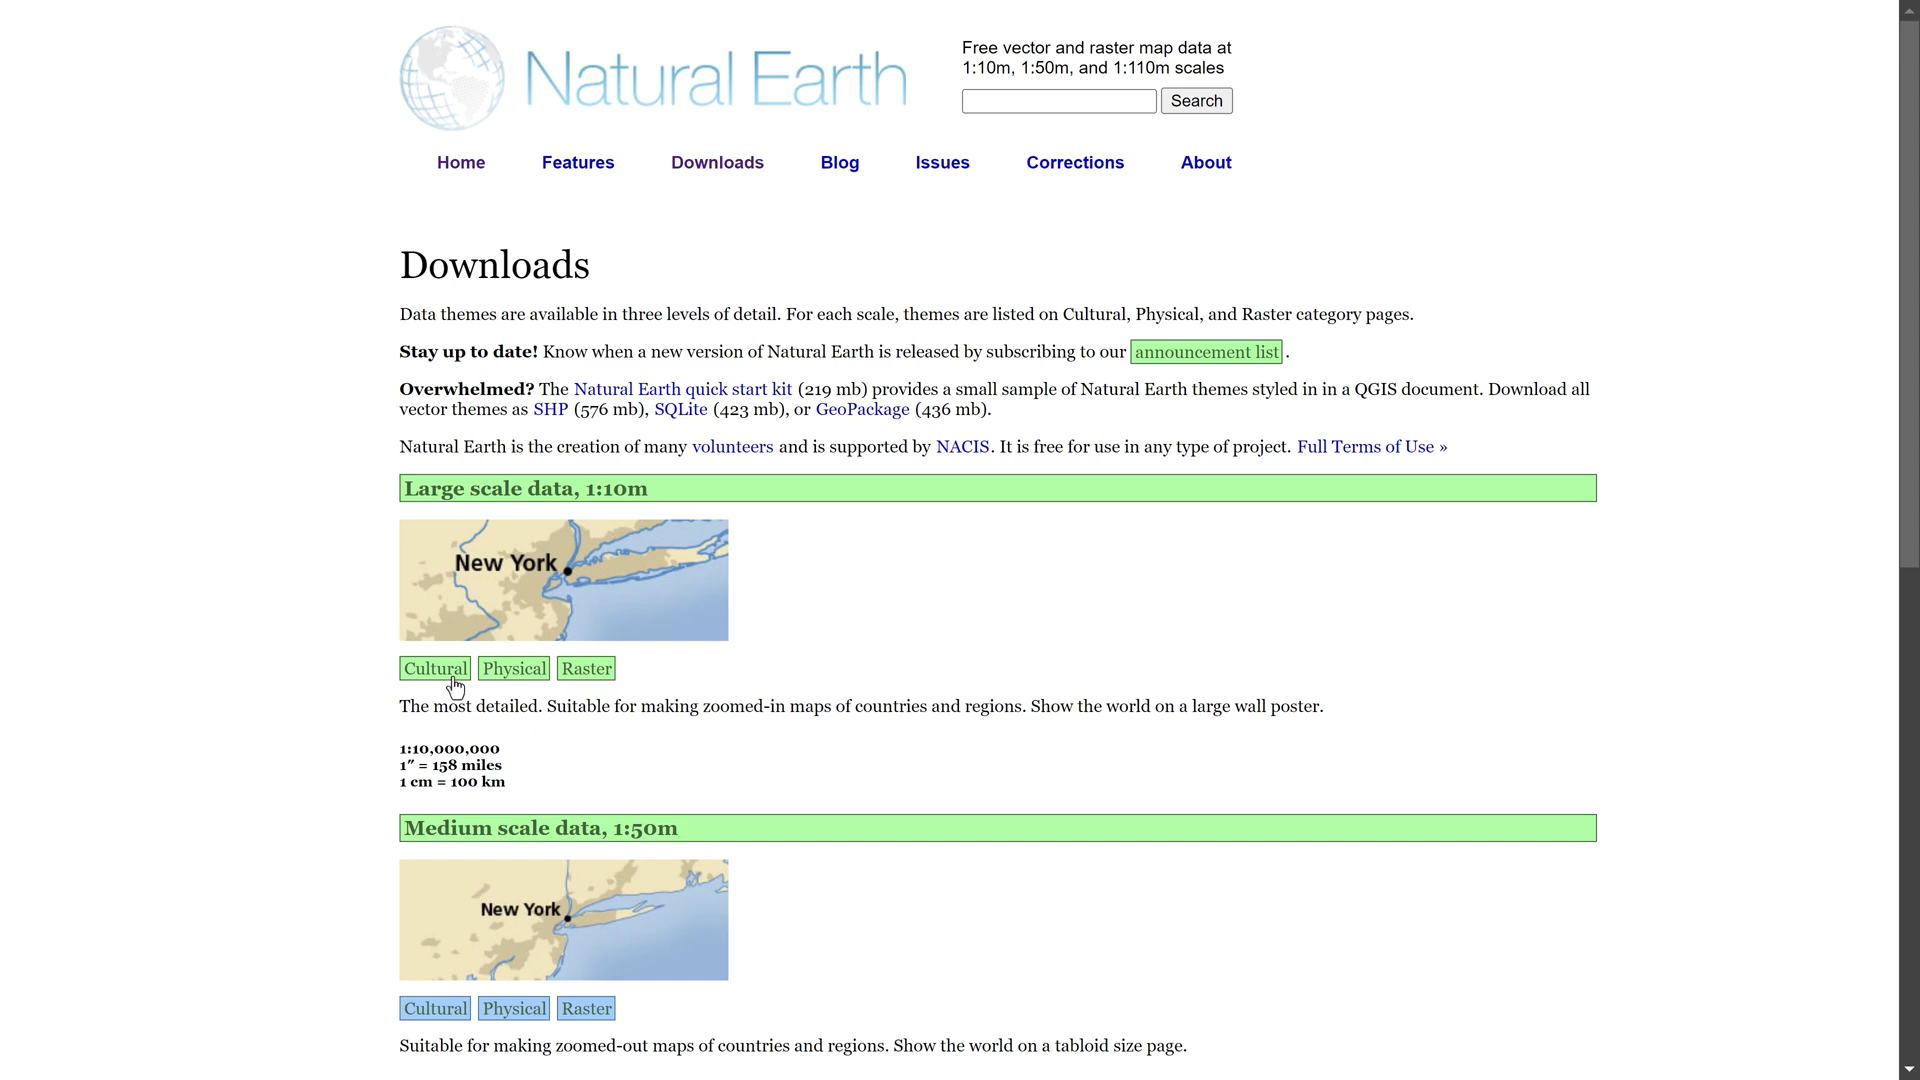 Natural Earth
Free vector and raster map data at
1:10m, 1:50m, and 1:110m scales
Search
Home Features Downloads Blog Issues Corrections About
Downloads
Data themes are available in three levels of detail. For each scale, themes are listed on Cultural, Physical, and Raster category pages.
Stay up to date! Know when a new version of Natural Earth is released by subscribing to our announcement list .
Overwhelmed? The Natural Earth quick start kit (219 mb) provides a small sample of Natural Earth themes styled in in a QGIS document. Download all
vector themes as SHP (576 mb), SQLite (423 mb), or GeoPackage (436 mb).
Natural Earth is the creation of many volunteers and is supported by NACIS. It is free for use in any type of project. Full Terms of Use »
Large scale data, 1:10m
New York
Cultural Physical Raster
The most detailed. Suitable for making zoomed-in maps of countries and regions. Show the world on a large wall poster.
1:10,000,000
1″ = 158 miles
1 cm = 100 km
Medium scale data, 1:50m
New York
Cultural Physical Raster
Suitable for making zoomed-out maps of countries and regions. Show the world on a tabloid size page.